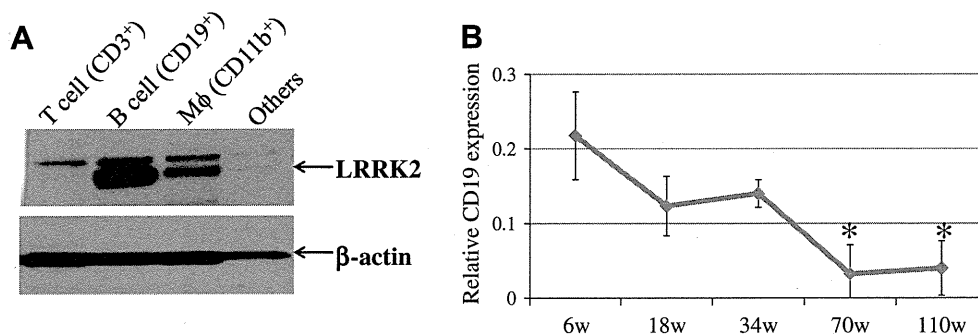 A
T cell (CD3⁺)
B cell (CD19⁺)
Mϕ (CD11b⁺)
Others
LRRK2
β-actin
B
Relative CD19 expression
0.3
0.2
0.1
0
*
*
6w
18w
34w
70w
110w